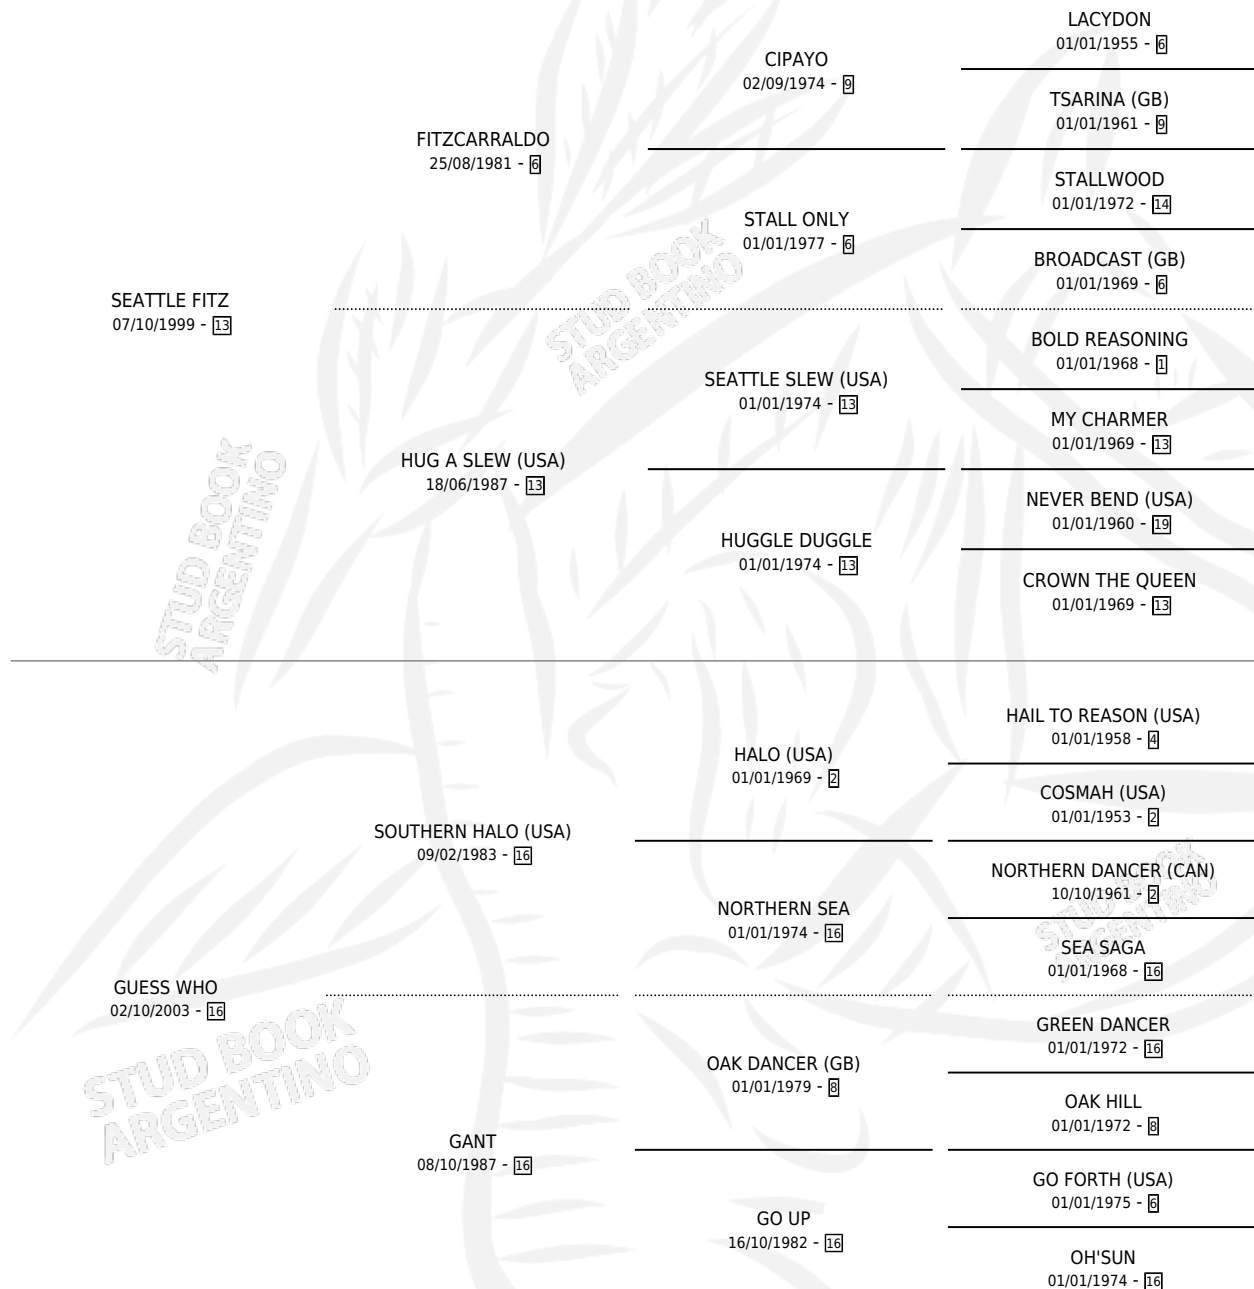 LACYDON
01/01/1955 - 6
CIPAYO
02/09/1974 - 9
TSARINA (GB)
01/01/1961 - 9
FITZCARRALDO
25/08/1981 - 6
STALLWOOD
01/01/1972 - 14
STALL ONLY
01/01/1977 - 6
BROADCAST (GB)
01/01/1969 - 6
SEATTLE FITZ
07/10/1999 - 13
BOLD REASONING
01/01/1968 - 1
SEATTLE SLEW (USA)
01/01/1974 - 13
MY CHARMER
01/01/1969 - 13
HUG A SLEW (USA)
18/06/1987 - 13
NEVER BEND (USA)
01/01/1960 - 19
HUGGLE DUGGLE
01/01/1974 - 13
CROWN THE QUEEN
01/01/1969 - 13
HAIL TO REASON (USA)
01/01/1958 - 4
HALO (USA)
01/01/1969 - 2
COSMAH (USA)
01/01/1953 - 2
SOUTHERN HALO (USA)
09/02/1983 - 16
NORTHERN DANCER (CAN)
10/10/1961 - 2
NORTHERN SEA
01/01/1974 - 16
SEA SAGA
01/01/1968 - 16
GUESS WHO
02/10/2003 - 16
GREEN DANCER
01/01/1972 - 16
OAK DANCER (GB)
01/01/1979 - 8
OAK HILL
01/01/1972 - 8
GANT
08/10/1987 - 16
GO FORTH (USA)
01/01/1975 - 6
GO UP
16/10/1982 - 16
OH'SUN
01/01/1974 - 16
STUD BOOK
ARGENTINO
STUD BOOK
ARGENTINO
STUD BOOK
ARGENTINO
STUD BOOK
ARGENTINO